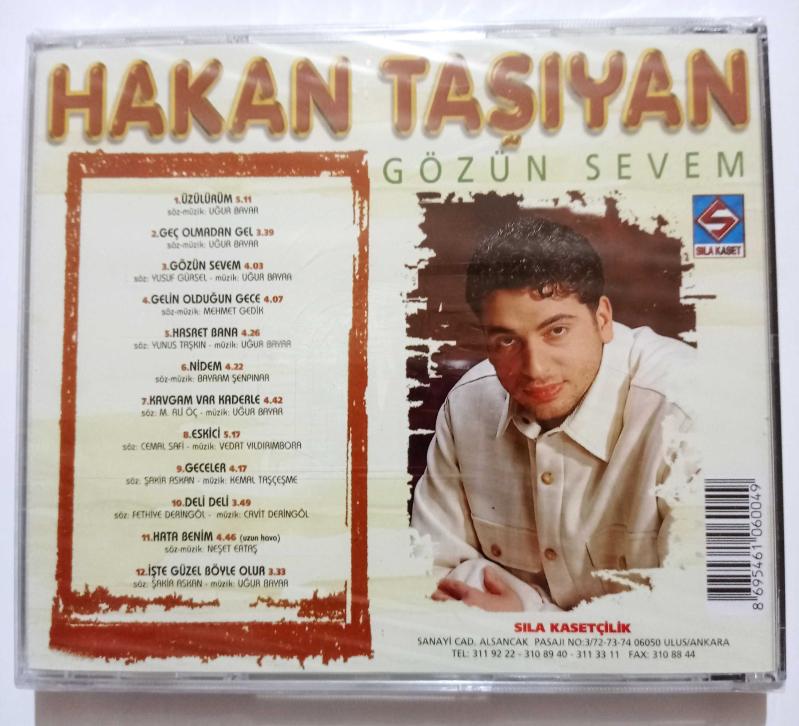 HAKAN TAŞIYAN
GÖZÜN SEVEM
1.ÜZÜLÜRÜM 5.11
söz-müzik: UĞUR BAYAR
2.GEÇ OLMADAN GEL 3.39
söz-müzik: UĞUR BAYAR
3.GÖZÜN SEVEM 4.03
söz: YUSUF GÜRSEL - müzik: UĞUR BAYAR
4.GELİN OLDUĞUN GECE 4.07
söz-müzik: MEHMET GEDİK
5.HASRET BANA 4.26
söz: YUNUS TAŞKIN - müzik: UĞUR BAYAR
6.NİDEM 4.22
söz-müzik: BAYRAM ŞENPINAR
7.KAVGAM VAR KADERLE 4.42
söz: M. ALİ ÖÇ - müzik: UĞUR BAYAR
8.ESKİCİ 5.17
söz: CEMAL SAFİ - müzik: VEDAT YILDIRIMBORA
9.GECELER 4.17
söz: ŞAKİR ASKAN - müzik: KEMAL TAŞÇEŞME
10.DELİ DELİ 3.49
söz: FETHİYE DERİNGÖL - müzik: CAVİT DERİNGÖL
11.HATA BENİM 4.46 (uzun hava)
söz-müzik: NEŞET ERTAŞ
12.İŞTE GÜZEL BÖYLE OLUR 3.33
söz: ŞAKİR ASKAN - müzik: UĞUR BAYAR
S
SILA KASET
8 695461 060049
SILA KASETÇİLİK
SANAYİ CAD. ALSANCAK PASAJI NO:3/72-73-74 06050 ULUS/ANKARA
TEL: 311 92 22 - 310 89 40 - 311 33 11 FAX: 310 88 44